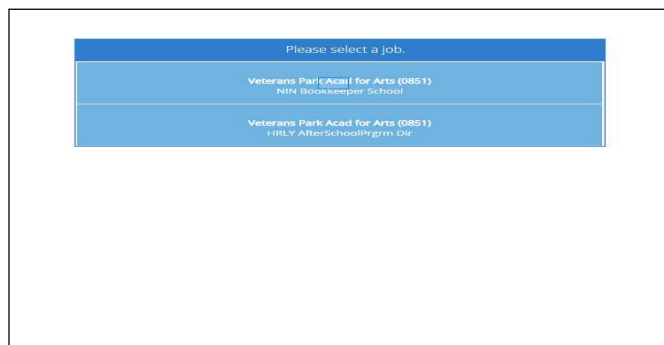 Please select a job.
Veterans Park Acad for Arts (0851)
NIN Bookkeeper School
Veterans Park Acad for Arts (0851)
HRLY AfterSchoolPrgrm Dir